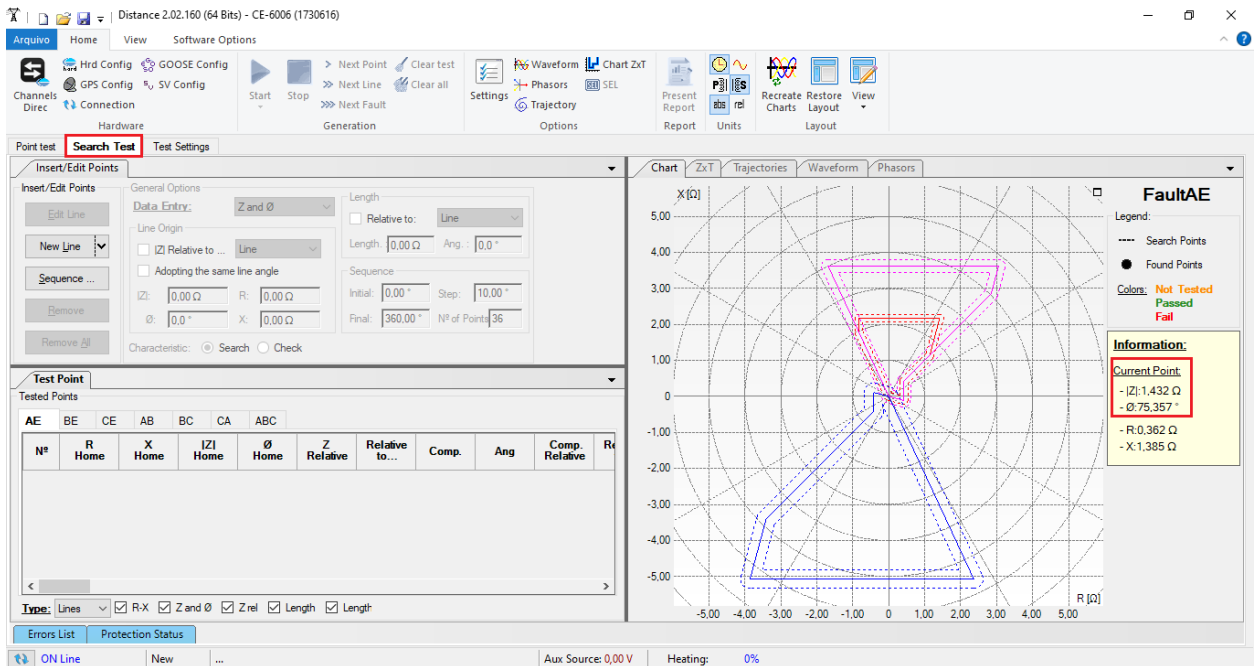 Distance 2.02.160 (64 Bits) - CE-6006 (1730616)
Arquivo Home View Software Options
Channels Direc
Hrd Config GOOSE Config
GPS Config SV Config
Connection
Hardware
Start Stop
Next Point Clear test
Next Line Clear all
Next Fault
Generation
Settings
Waveform Chart ZxT
Phasors SEL
Trajectory
Options
Present Report
Report
abs rel
Units
Recreate Charts
Restore Layout
View
Layout
Point test Search Test Test Settings
Insert/Edit Points
Insert/Edit Points
Edit Line
New Line
Sequence ...
Remove
Remove All
General Options
Data Entry: Z and Ø
Line Origin
|Z| Relative to ... Line
Adopting the same line angle
|Z|: 0,00 Ω R: 0,00 Ω
Ø: 0,0 ° X: 0,00 Ω
Characteristic: Search Check
Length
Relative to: Line
Length. : 0,00 Ω Ang. : 0,0 °
Sequence
Initial: 0,00 ° Step: 10,00 °
Final: 360,00 ° Nº of Points 36
Test Point
Tested Points
AE BE CE AB BC CA ABC
Nº
R Home
X Home
|Z| Home
Ø Home
Z Relative
Relative to...
Comp.
Ang
Comp. Relative
Type: Lines R-X Z and Ø Z rel Length
Chart ZxT Trajectories Waveform Phasors
X [Ω]
5,00
4,00
3,00
2,00
1,00
0
-1,00
-2,00
-3,00
-4,00
-5,00
R [Ω]
-5,00 -4,00 -3,00 -2,00 -1,00 0 1,00 2,00 3,00 4,00 5,00
FaultAE
Legend:
Search Points
Found Points
Colors: Not Tested
Passed
Fail
Information:
Current Point:
- |Z|:1,432 Ω
- Ø:75,357 °
- R:0,362 Ω
- X:1,385 Ω
Errors List Protection Status
ON Line New ... Aux Source: 0,00 V Heating: 0%